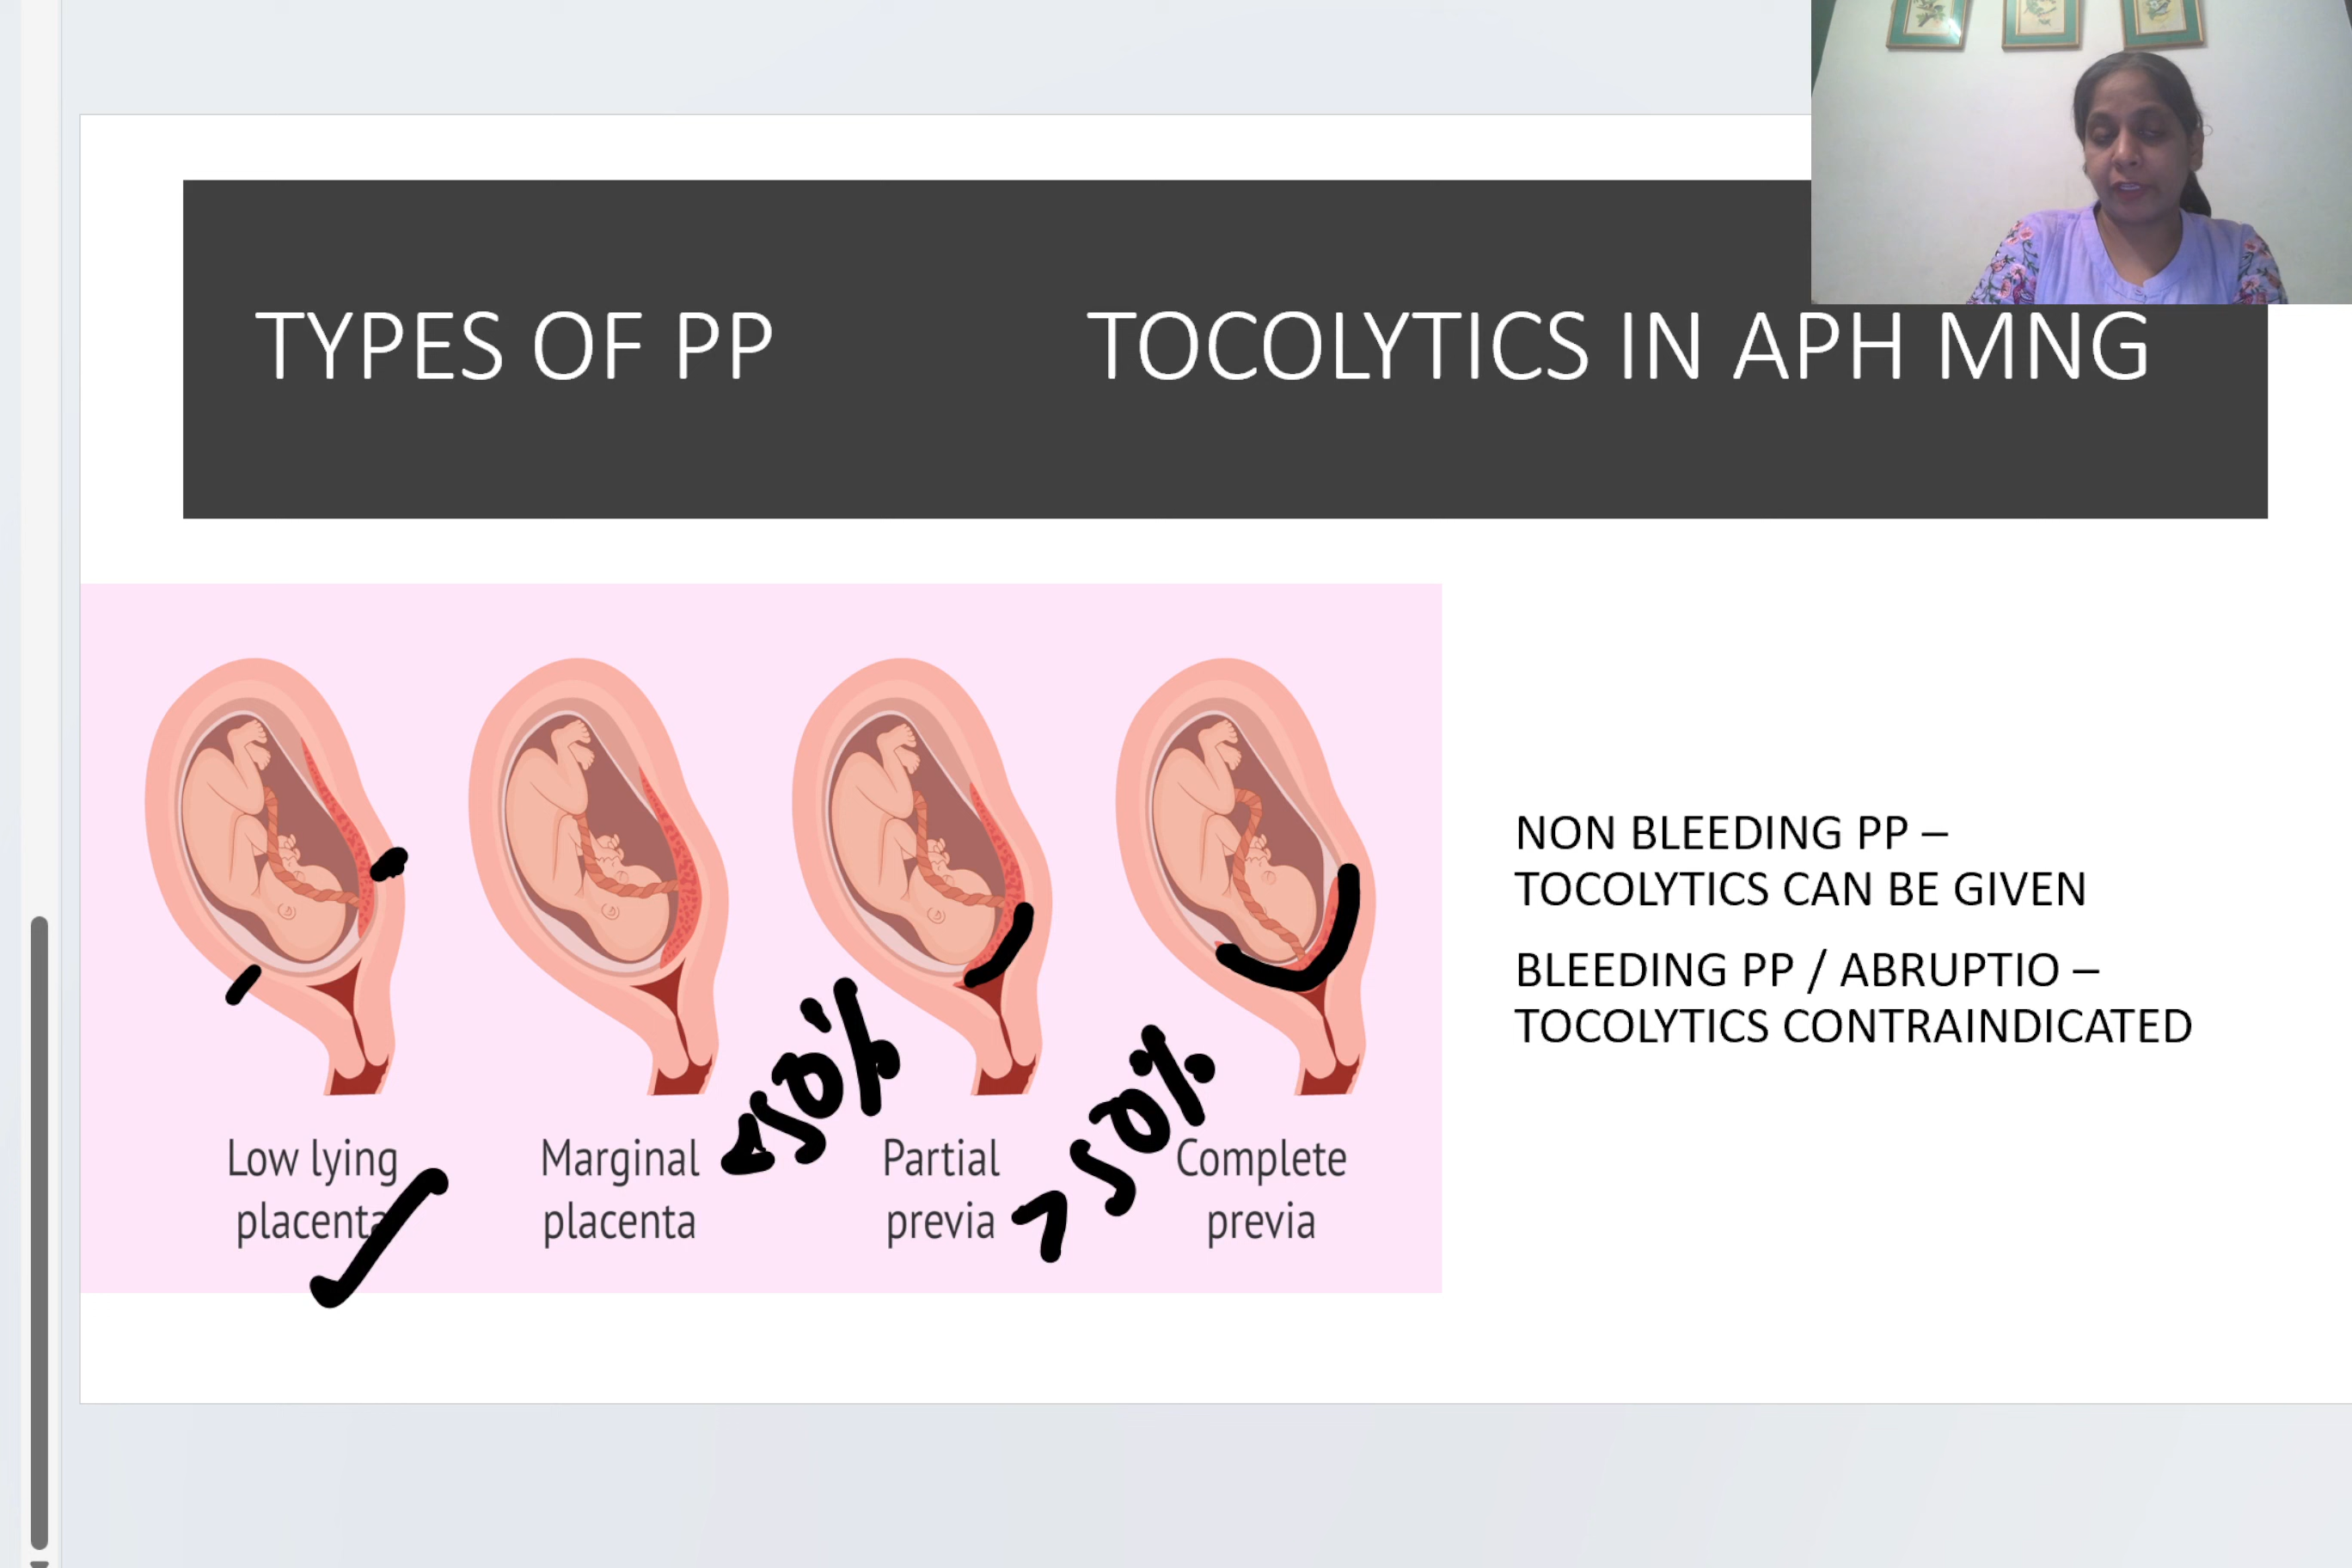 TYPES OF PP TOCOLYTICS IN APH MNG
NON BLEEDING PP –
TOCOLYTICS CAN BE GIVEN
BLEEDING PP / ABRUPTIO –
TOCOLYTICS CONTRAINDICATED
<50%
>50%
Low lying placenta
Marginal placenta
Partial previa
Complete previa